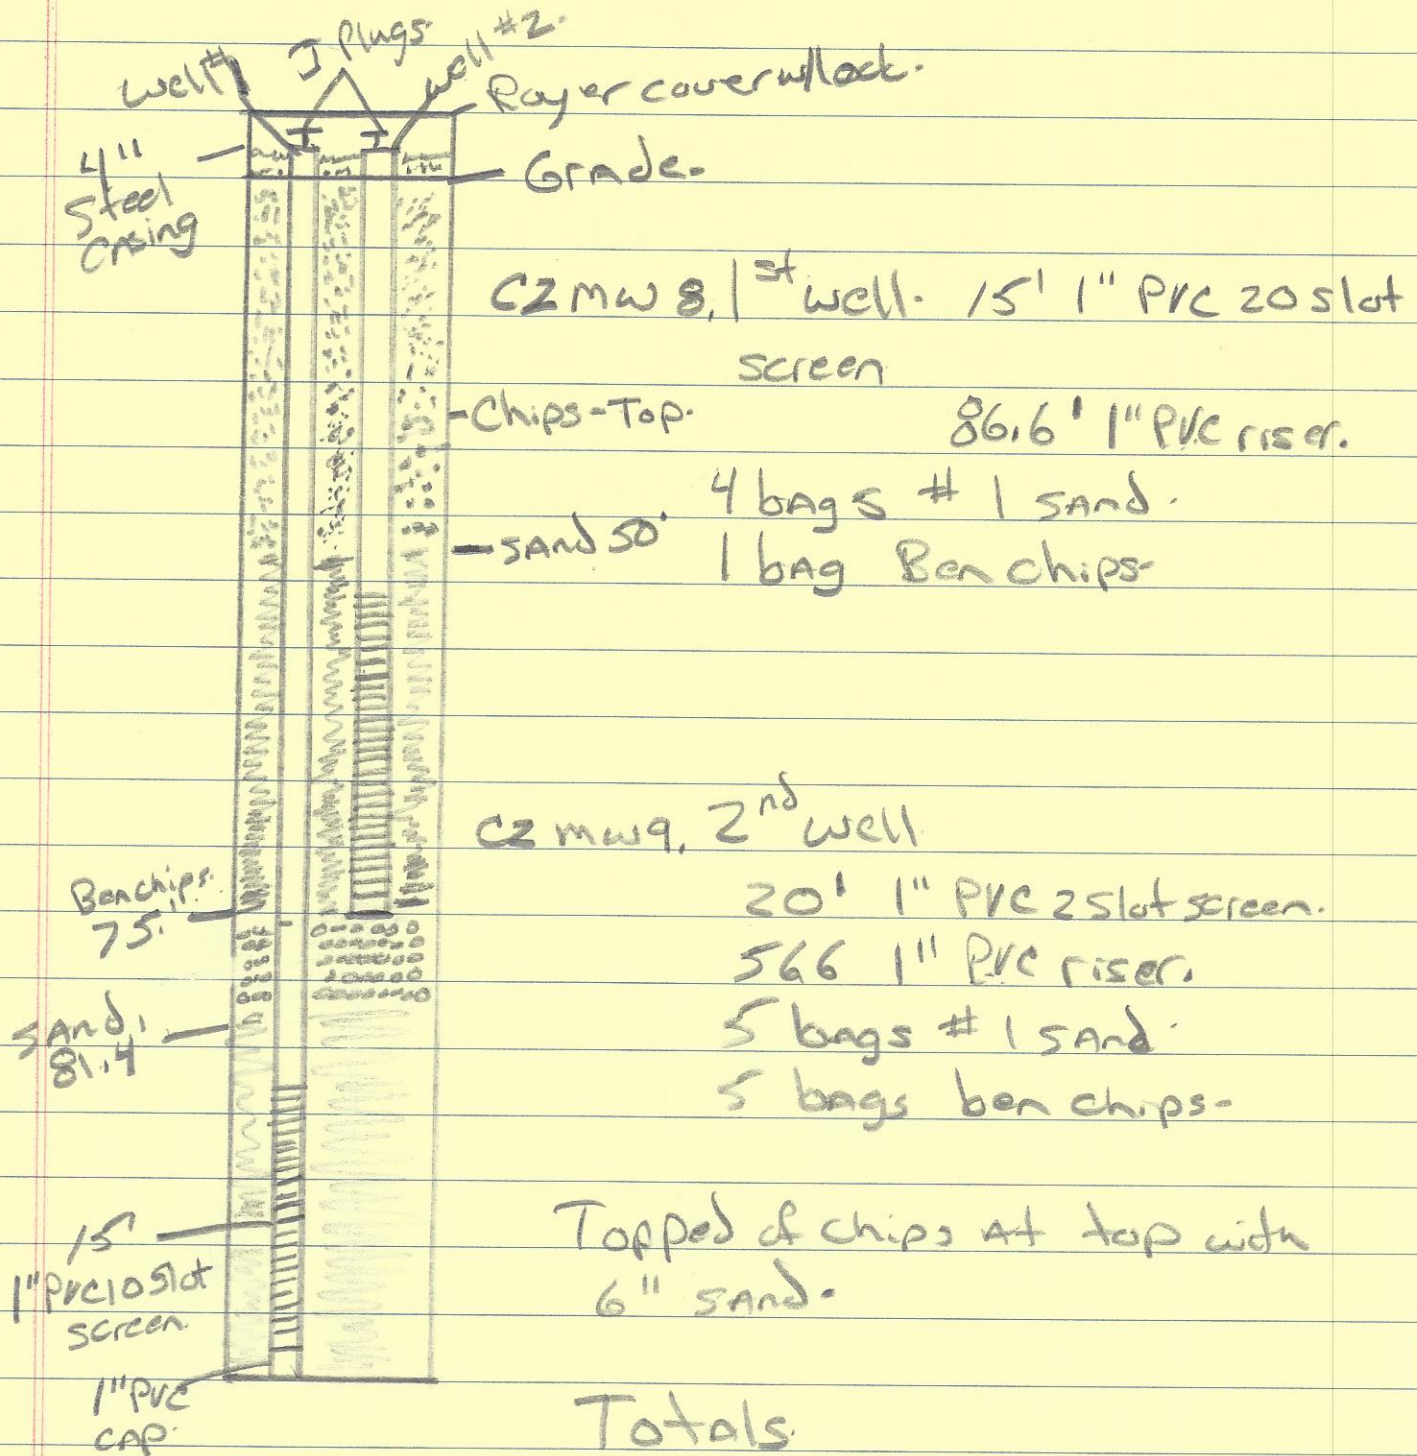 Well #1
J Plugs.
well #2.
Royer cover w/lock.
4"
Steel
casing
Grade.
CZ MW 8, 1st well. 15' 1" PVC 20 slot
screen
-Chips-Top.
86.6' 1" PVC riser.
4 bags # 1 sand.
-sand 50'
1 bag Ben chips-
CZ MW 9, 2nd well
Ben chips.
75.'
20' 1" PVC 2 slot screen.
566 1" PVC riser.
sand,
81.4
5 bags # 1 sand.
5 bags ben chips-
15
1" PVC 10 slot
screen
Topped of chips At top with
6" sand.
1" PVC
CAP.
Totals.